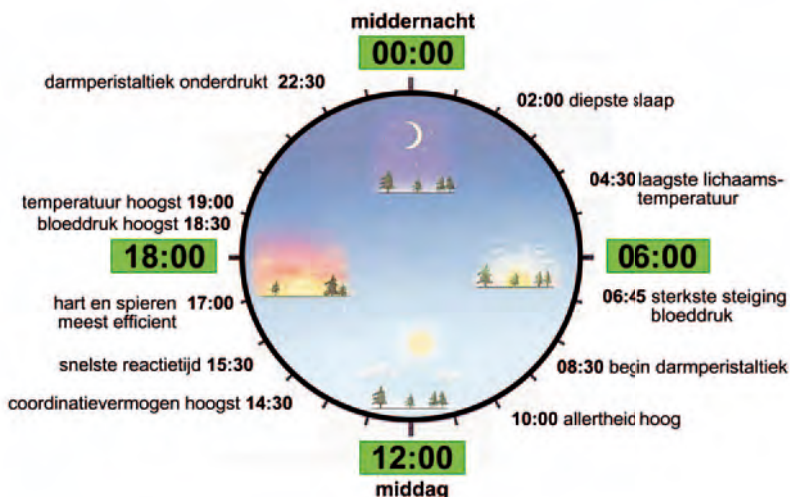 middernacht
00:00
darmperistaltiek onderdrukt 22:30
02:00 diepste slaap
04:30 laagste lichaams-
temperatuur
temperatuur hoogst 19:00
bloeddruk hoogst 18:30
18:00
06:00
hart en spieren 17:00
meest efficient
06:45 sterkste steiging
bloeddruk
snelste reactietijd 15:30
08:30 begin darmperistaltiek
coordinatievermogen hoogst 14:30
10:00 allertheid hoog
12:00
middag